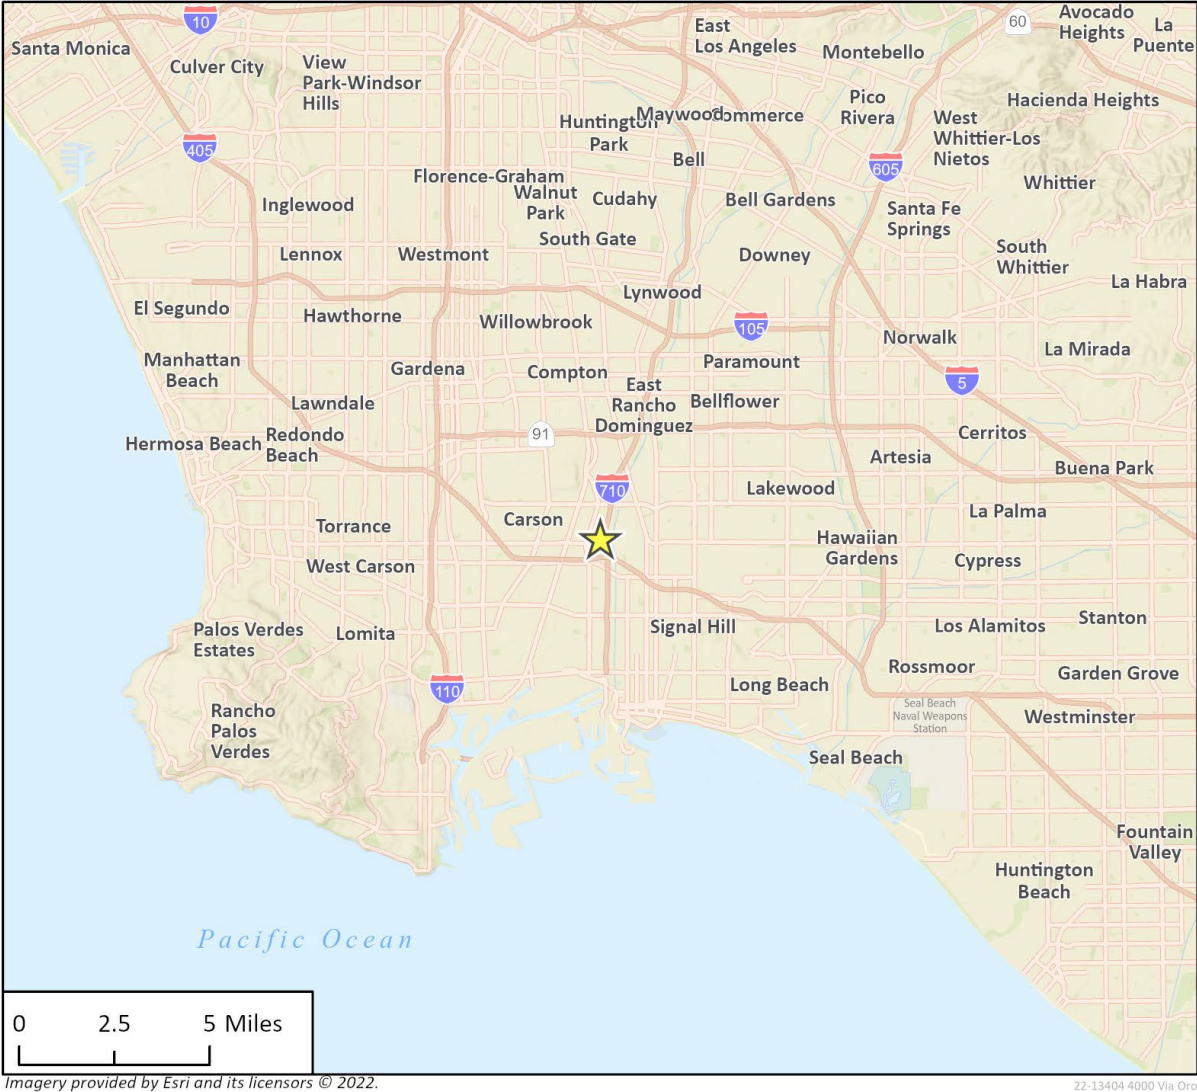 10
60
Avocado
Heights
La
Puente
East
Los Angeles
Santa Monica
Culver City
View
Park-Windsor
Hills
Montebello
Pico
Rivera
Hacienda Heights
Huntington
Park
Maywood
Commerce
West
Whittier-Los
Nietos
405
Bell
605
Florence-Graham
Walnut
Park
Cudahy
Whittier
Inglewood
Bell Gardens
Santa Fe
Springs
South Gate
Lennox
Westmont
Downey
South
Whittier
La Habra
Lynwood
El Segundo
Hawthorne
Willowbrook
105
Norwalk
Manhattan
Beach
Gardena
Compton
Paramount
La Mirada
East
Rancho
Dominguez
5
Lawndale
Bellflower
Hermosa Beach
Redondo
Beach
91
Cerritos
Artesia
Buena Park
710
Lakewood
La Palma
Torrance
Carson
Hawaiian
Gardens
West Carson
Cypress
Palos Verdes
Estates
Lomita
Signal Hill
Los Alamitos
Stanton
110
Long Beach
Rossmoor
Garden Grove
Rancho
Palos
Verdes
Seal Beach
Naval Weapons
Station
Westminster
Seal Beach
Fountain
Valley
Huntington
Beach
Pacific Ocean
0 2.5 5 Miles
Imagery provided by Esri and its licensors © 2022.
22-13404 4000 Via Oro